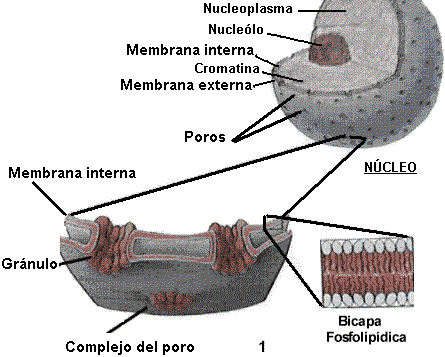 Nucleoplasma
Nucleólo
Membrana interna
Cromatina
Membrana externa
Poros
NÚCLEO
Membrana interna
Gránulo
Bicapa
Fosfolipídica
Complejo del poro
1